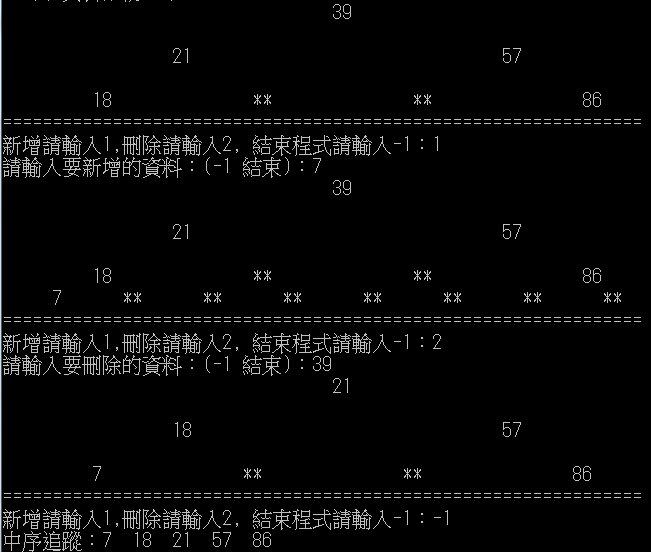 39
21 57
18 ** ** 86
================================================================
新增請輸入1,刪除請輸入2, 結束程式請輸入-1：1
請輸入要新增的資料：(-1 結束)：7
39
21 57
18 ** ** 86
7 ** ** ** ** ** ** **
================================================================
新增請輸入1,刪除請輸入2, 結束程式請輸入-1：2
請輸入要刪除的資料：(-1 結束)：39
21
18 57
7 ** ** 86
================================================================
新增請輸入1,刪除請輸入2, 結束程式請輸入-1：-1
中序追蹤：7 18 21 57 86